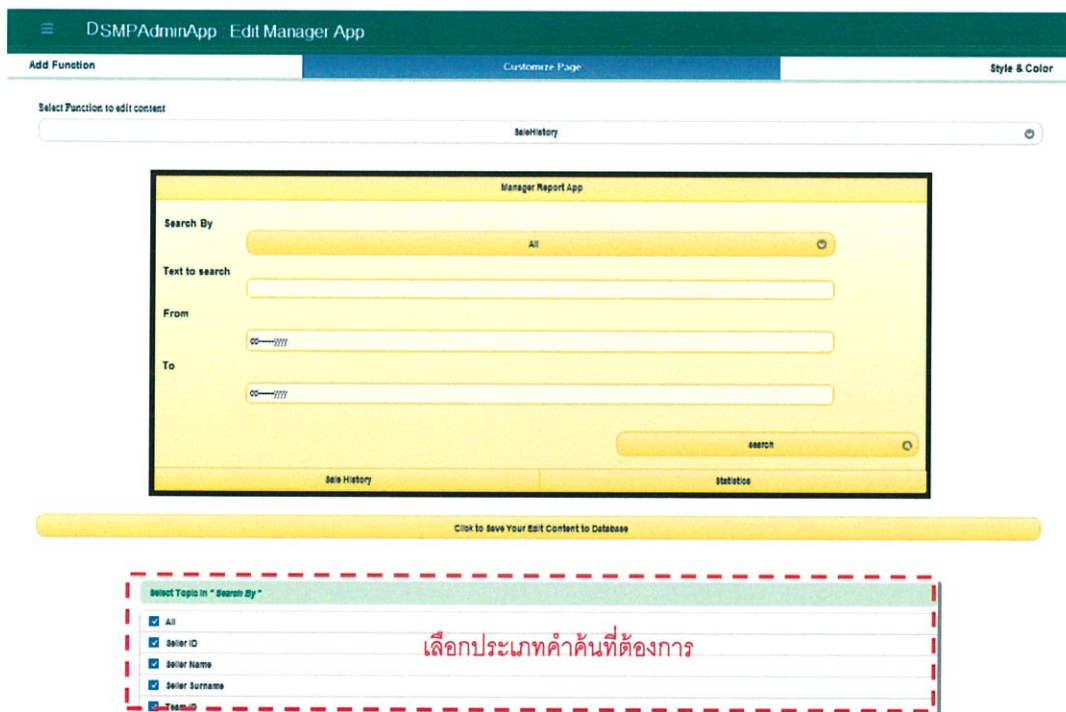 DSMPAdminApp : Edit Manager App
Add Function Customize Page Style & Color
Select Function to edit content
SaleHistory
Manager Report App
Search By
All
Text to search
From
To
search
Sale History Statistics
Click to Save Your Edit Content to Database
Select Topic in " Search By "
All
Seller ID
เลือกประเภทคำค้นที่ต้องการ
Seller Name
Seller Surname
Team ID